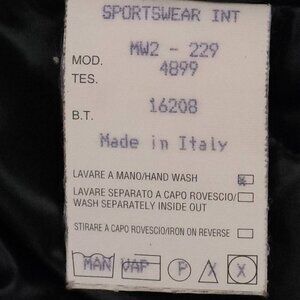 SPORTSWEAR INT
MOD. MW2 - 229
TES. 4899
B.T. 16208
Made in Italy
LAVARE A MANO/HAND WASH
LAVARE SEPARATO A CAPO ROVESCIO/
WASH SEPARATELY INSIDE OUT
STIRARE A CAPO ROVESCIO/IRON ON REVERSE
MAN VAP P X